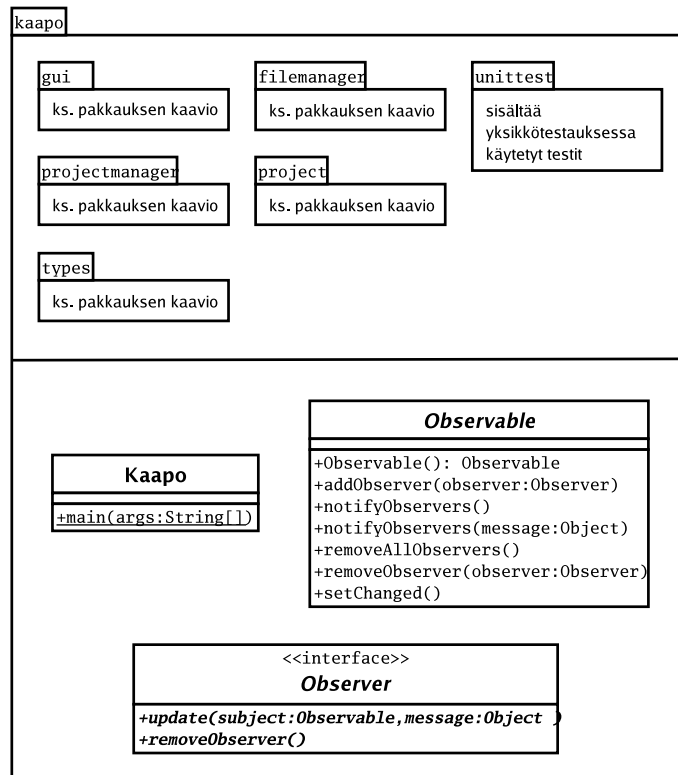 kaapo
gui
ks. pakkauksen kaavio
filemanager
ks. pakkauksen kaavio
unittest
sisältää
yksikkötestauksessa
käytetyt testit
projectmanager
ks. pakkauksen kaavio
project
ks. pakkauksen kaavio
types
ks. pakkauksen kaavio
Kaapo
+main(args:String[])
Observable
+Observable(): Observable
+addObserver(observer:Observer)
+notifyObservers()
+notifyObservers(message:Object)
+removeAllObservers()
+removeObserver(observer:Observer)
+setChanged()
<<interface>>
Observer
+update(subject:Observable,message:Object )
+removeObserver()